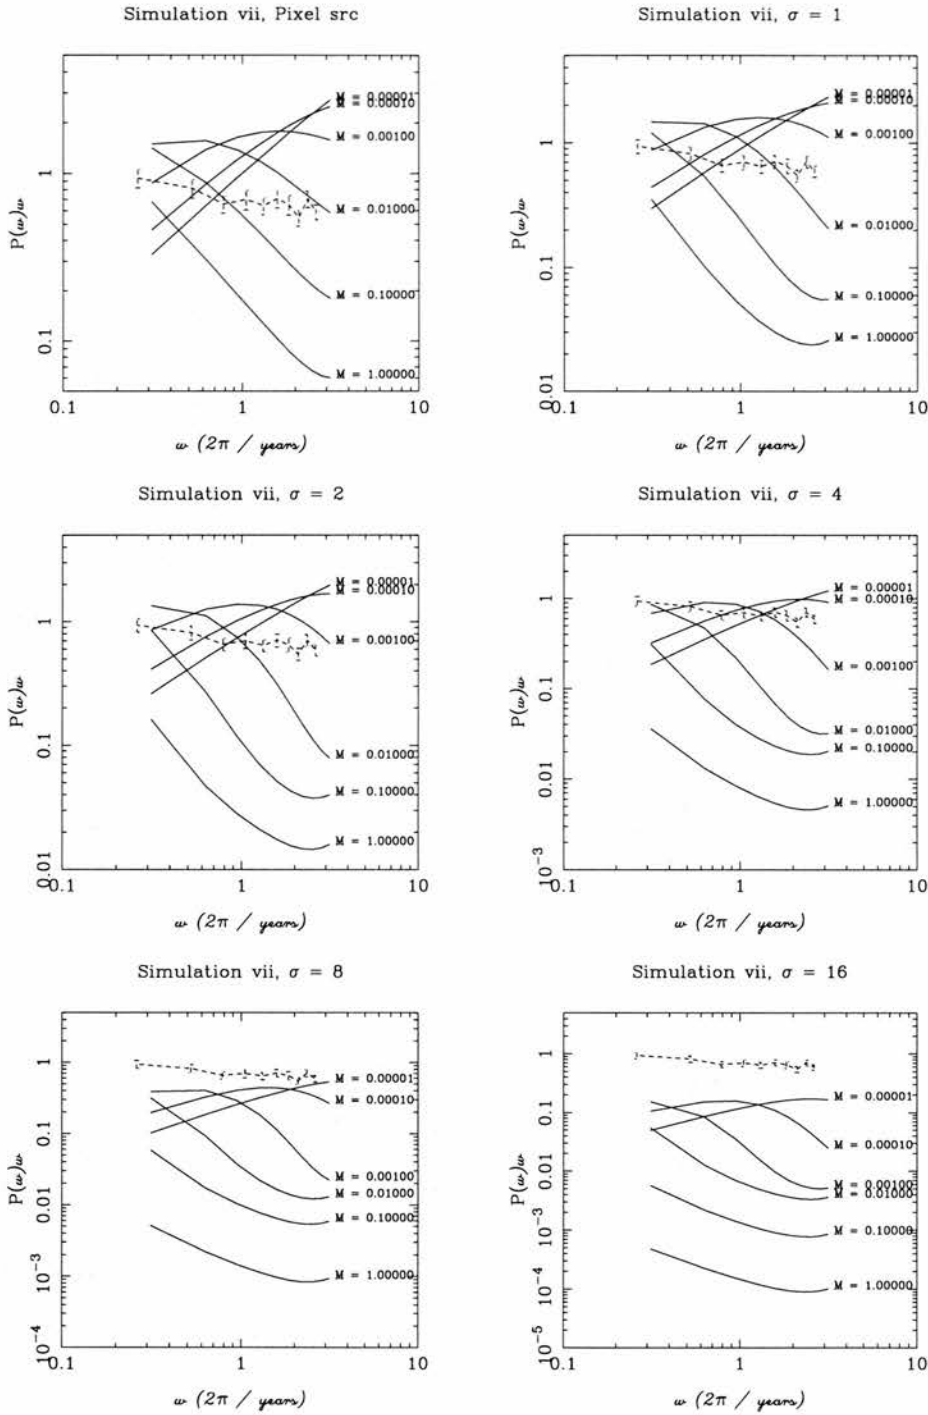 Simulation vii, Pixel src
P(w)w
1
0.1
M = 0.00001
M = 0.00010
M = 0.00100
M = 0.01000
M = 0.10000
M = 1.00000
0.1 1 10
w (2π / years)
Simulation vii, σ = 1
P(w)w
1
0.1
0.01
M = 0.00001
M = 0.00010
M = 0.00100
M = 0.01000
M = 0.10000
M = 1.00000
0.1 1 10
w (2π / years)
Simulation vii, σ = 2
P(w)w
1
0.1
0.01
M = 0.00001
M = 0.00010
M = 0.00100
M = 0.01000
M = 0.10000
M = 1.00000
0.1 1 10
w (2π / years)
Simulation vii, σ = 4
P(w)w
1
0.1
0.01
10⁻³
M = 0.00001
M = 0.00010
M = 0.00100
M = 0.01000
M = 0.10000
M = 1.00000
0.1 1 10
w (2π / years)
Simulation vii, σ = 8
P(w)w
1
0.1
0.01
10⁻³
10⁻⁴
M = 0.00001
M = 0.00010
M = 0.00100
M = 0.01000
M = 0.10000
M = 1.00000
0.1 1 10
w (2π / years)
Simulation vii, σ = 16
P(w)w
1
0.1
0.01
10⁻³
10⁻⁴
10⁻⁵
M = 0.00001
M = 0.00010
M = 0.00100
M = 0.01000
M = 0.10000
M = 1.00000
0.1 1 10
w (2π / years)